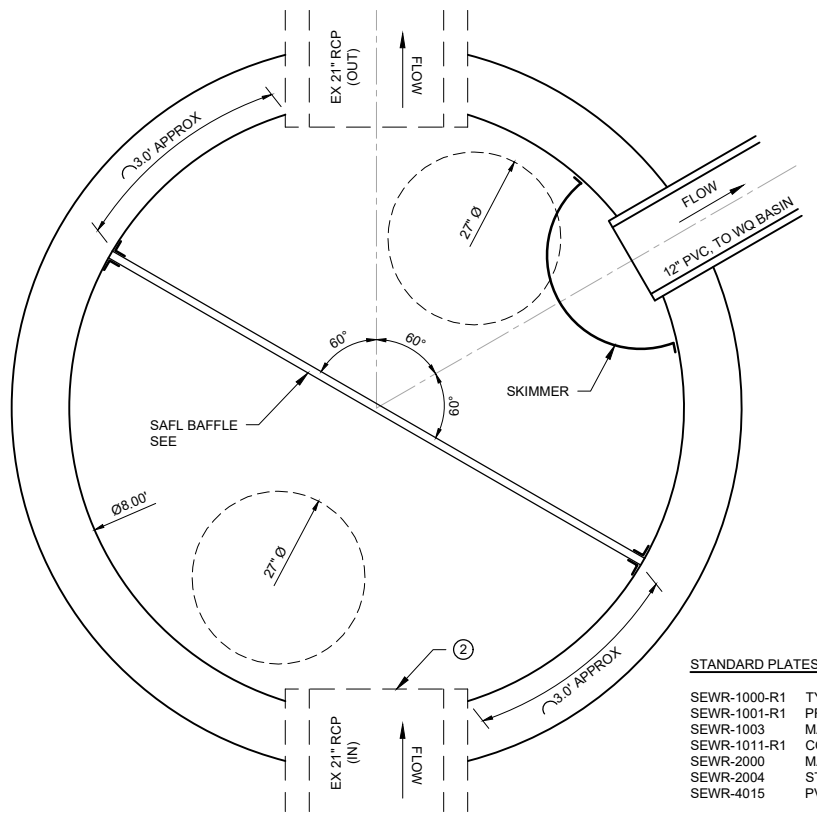 EX 21" RCP
(OUT)
FLOW
3.0' APPROX
27" Ø
FLOW
12" PVC, TO WQ BASIN
60°
60°
60°
SKIMMER
SAFL BAFFLE
SEE
Ø8.00'
27" Ø
2
3.0' APPROX
EX 21" RCP
(IN)
FLOW
STANDARD PLATES
SEWR-1000-R1
SEWR-1001-R1
SEWR-1003
SEWR-1011-R1
SEWR-2000
SEWR-2004
SEWR-4015